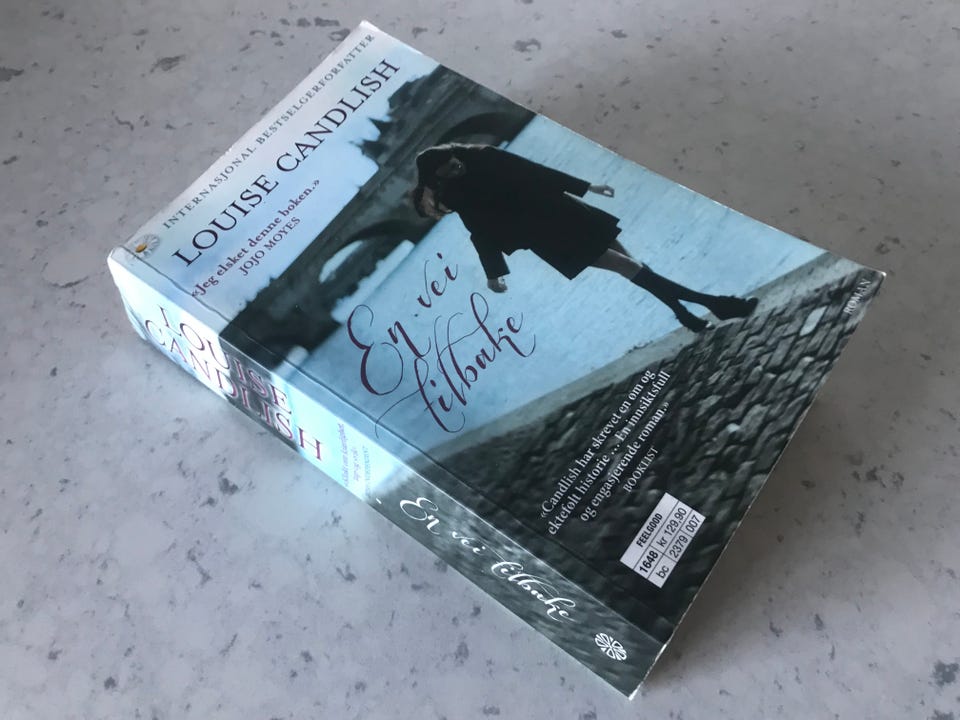 INTERNASJONAL BESTSELGERFORFATTER
LOUISE CANDLISH
«Jeg elsket denne boken.»
JOJO MOYES
En vei
tilbake
«Candlish har skrevet en om og
ektefølt historie ... En innsiktsfull
og engasjerende roman.»
BOOKLIST
ROMAN
FEELGOOD
1648 kr 129.90
bc 2379 007
LOUISE
CANDLISH
En vei tilbake